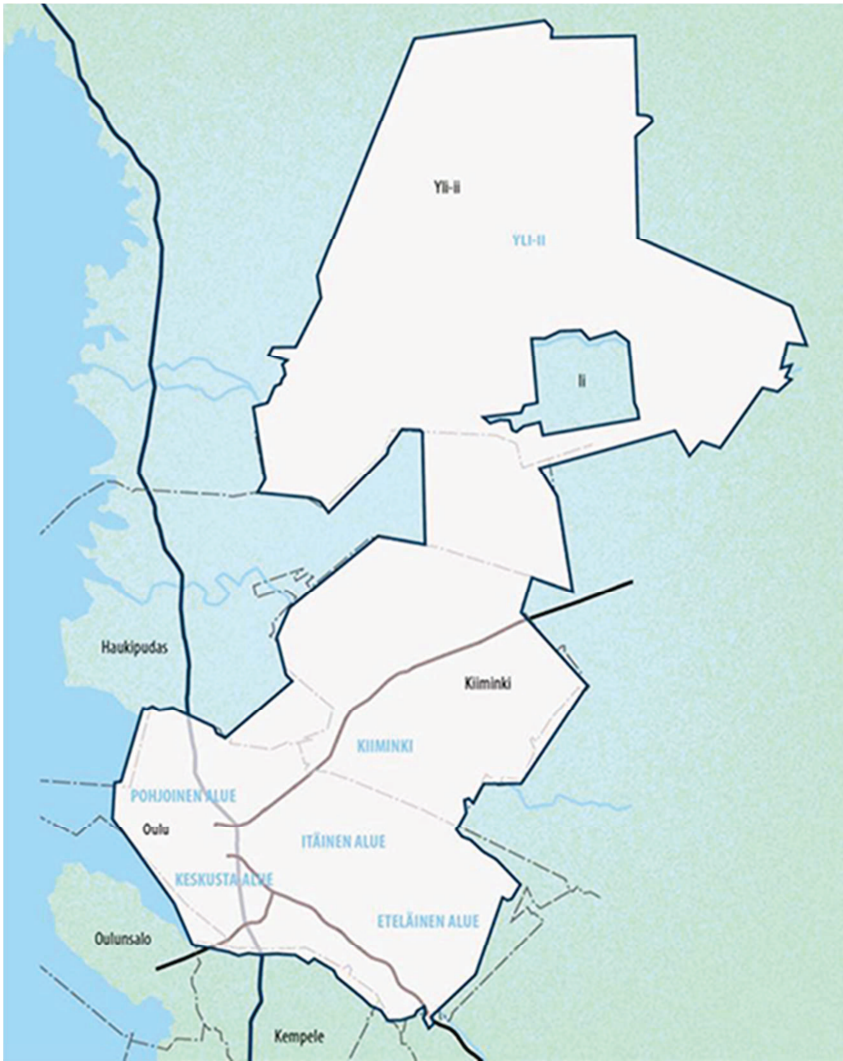 Yli-ii
YLI-II
Ii
Haukipudas
Kiiminki
KIIMINKI
POHJOINEN ALUE
Oulu
ITÄINEN ALUE
KESKUSTA ALUE
ETELÄINEN ALUE
Oulunsalo
Kempele